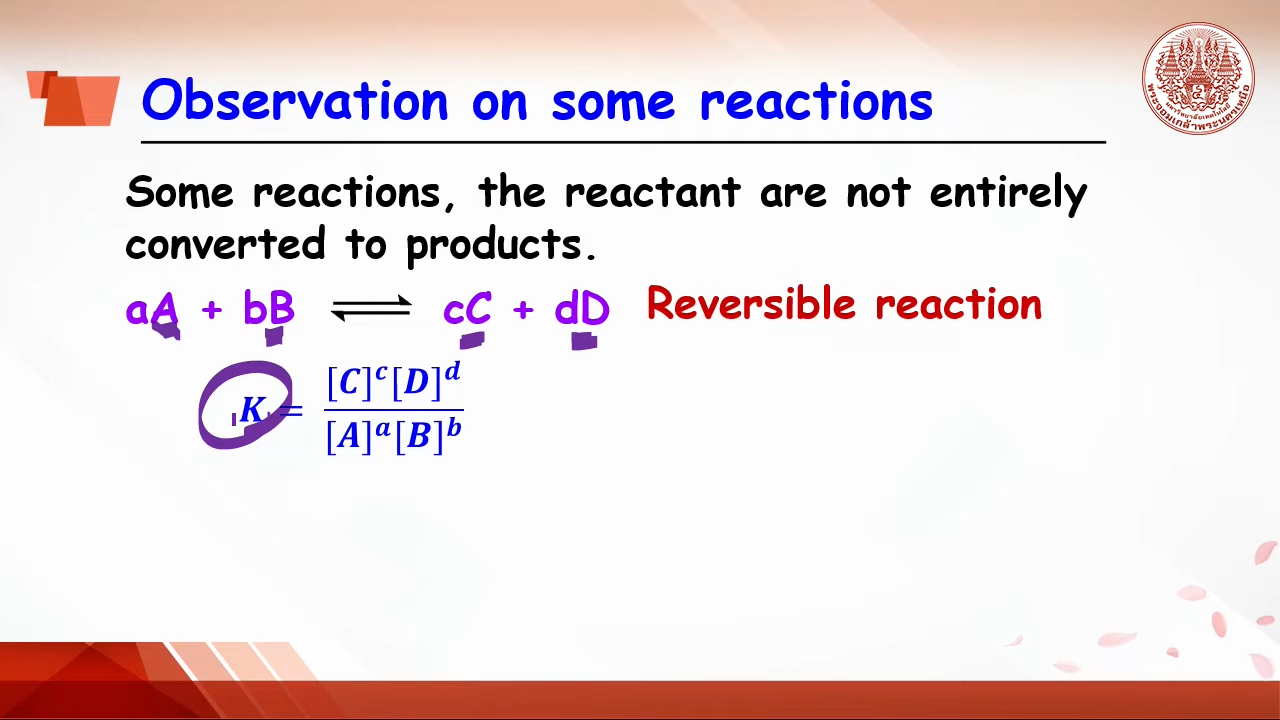 Observation on some reactions
Some reactions, the reactant are not entirely
converted to products.
aA + bB ⇌ cC + dD
Reversible reaction
K = [C]^c[D]^d / [A]^a[B]^b